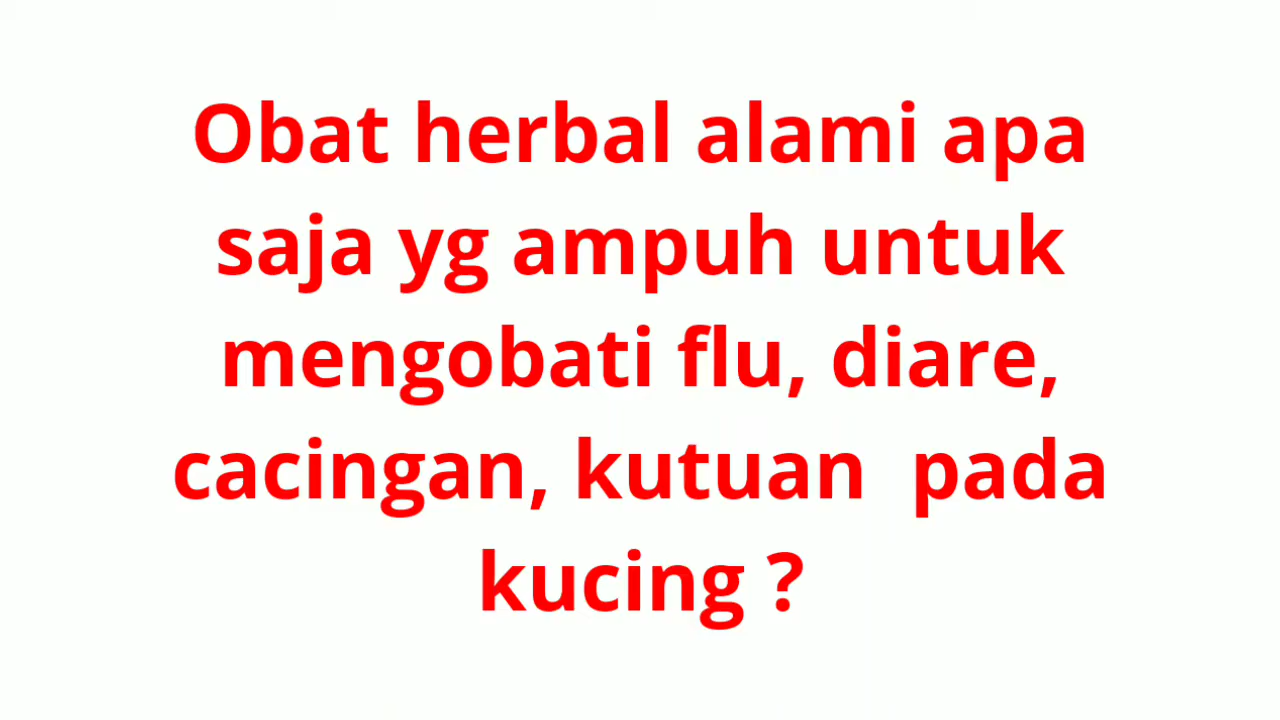 Obat herbal alami apa
saja yg ampuh untuk
mengobati flu, diare,
cacingan, kutuan  pada
kucing ?